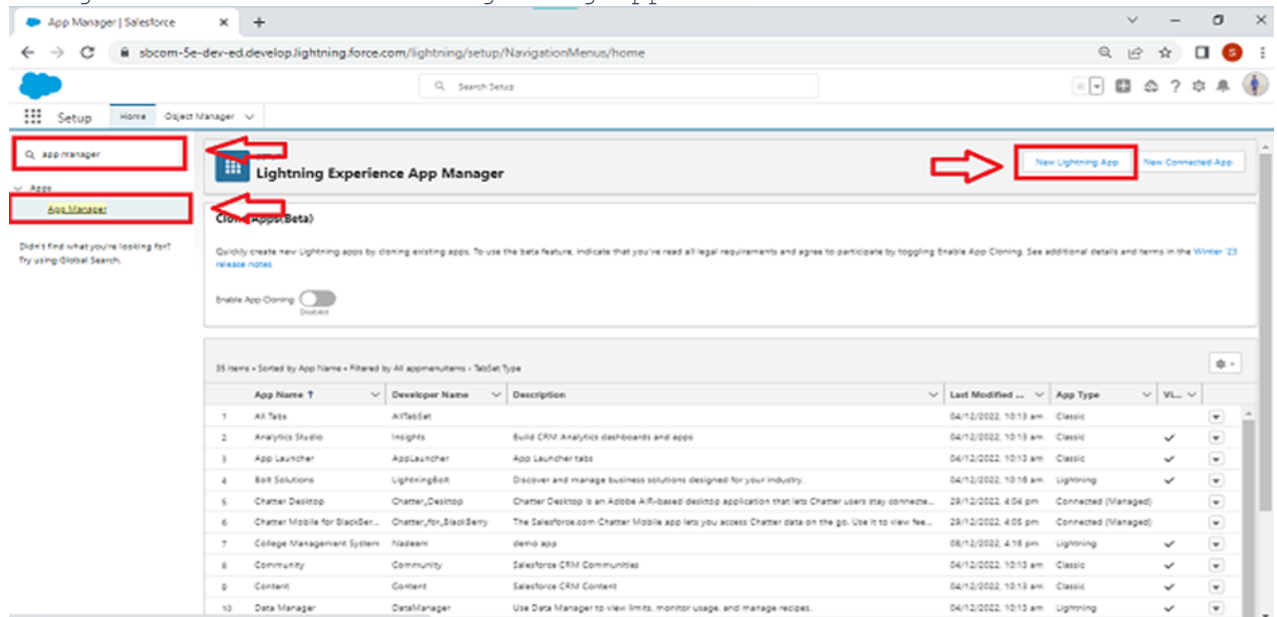 App Manager | Salesforce
sbcom-5e-dev-ed.develop.lightning.force.com/lightning/setup/NavigationMenus/home
S
Search Setup
Setup Home Object Manager
app manager
Apps
App Manager
Didn't find what you're looking for?
Try using Global Search.
Lightning Experience App Manager
New Lightning App New Connected App
Apps(Beta)
Quickly create new Lightning apps by cloning existing apps. To use the beta feature, indicate that you've read all legal requirements and agree to participate by toggling Enable App Cloning. See additional details and terms in the Winter '23
release notes
Enable App Cloning
Disabled
35 items • Sorted by App Name • Filtered by All appmenuitems - TabSet Type
App Name ↑ Developer Name Description Last Modified ... App Type Vi...
1 All Tabs AllTabSet 04/12/2022, 10:13 am Classic
2 Analytics Studio Insights Build CRM Analytics dashboards and apps 04/12/2022, 10:13 am Classic
3 App Launcher AppLauncher App Launcher tabs 04/12/2022, 10:13 am Classic
4 Bolt Solutions LightningBolt Discover and manage business solutions designed for your industry. 04/12/2022, 10:16 am Lightning
5 Chatter Desktop Chatter_Desktop Chatter Desktop is an Adobe AIR-based desktop application that lets Chatter users stay connecte... 29/12/2022, 4:04 pm Connected (Managed)
6 Chatter Mobile for BlackBer... Chatter_for_BlackBerry The Salesforce.com Chatter Mobile app lets you access Chatter data on the go. Use it to view fee... 29/12/2022, 4:05 pm Connected (Managed)
7 College Management System Nadeem demo app 08/12/2022, 4:16 pm Lightning
8 Community Community Salesforce CRM Communities 04/12/2022, 10:13 am Classic
9 Content Content Salesforce CRM Content 04/12/2022, 10:13 am Classic
10 Data Manager DataManager Use Data Manager to view limits, monitor usage, and manage recipes. 04/12/2022, 10:13 am Lightning